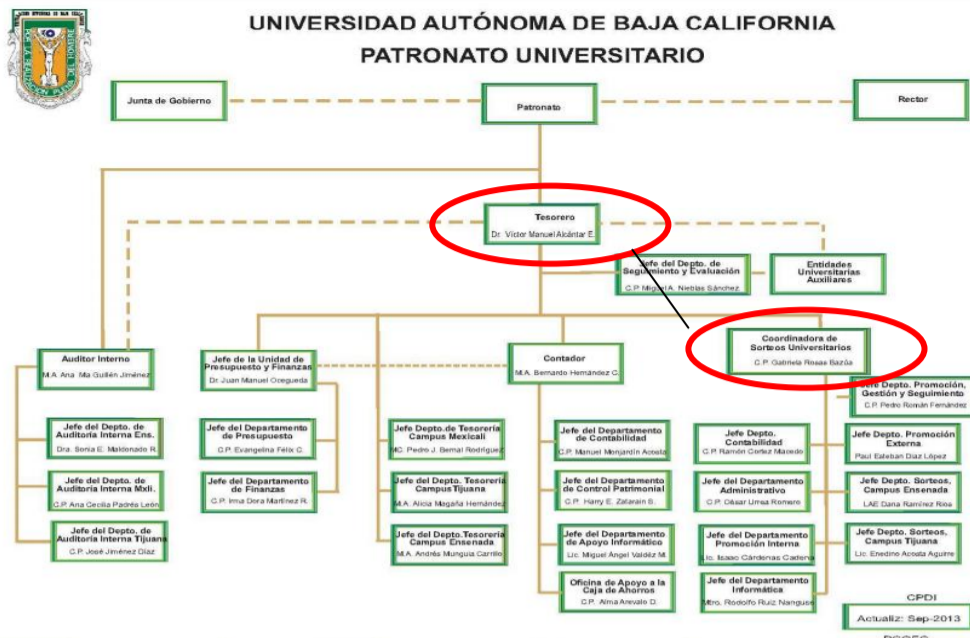 UNIVERSIDAD AUTÓNOMA DE BAJA CALIFORNIA
PATRONATO UNIVERSITARIO
POR LA REALIZACION PLENA DEL HOMBRE
Junta de Gobierno
Patronato
Rector
Tesorero
Dr. Víctor Manuel Alcántar E.
Jefe del Depto. de
Seguimiento y Evaluación
C.P. Miguel A. Nieblas Sánchez
Entidades
Universitarias
Auxiliares
Auditor Interno
M.A. Ana Ma Guillén Jiménez
Jefe de la Unidad de
Presupuesto y Finanzas
Dr. Juan Manuel Ocegueda
Contador
M.A. Bernardo Hernández C.
Coordinadora de
Sorteos Universitarios
C.P. Gabriela Rosas Bazúa
Jefe Depto. Promoción,
Gestión y Seguimiento
C.P. Pedro Román Fernández
Jefe del Depto. de
Auditoría Interna Ens.
Dra. Sonia E. Maldonado R.
Jefe del Departamento
de Presupuesto
C.P. Evangelina Félix C.
Jefe Depto.de Tesorería
Campus Mexicali
MC. Pedro J. Bernal Rodríguez
Jefe del Departamento
de Contabilidad
C.P. Manuel Monjardín Acosta
Jefe Depto.
Contabilidad
C.P. Ramón Cortez Macedo
Jefe Depto. Promoción
Externa
Paul Esteban Díaz López
Jefe del Depto. de
Auditoría Interna Mxli.
C.P. Ana Cecilia Padrés León
Jefe del Departamento
de Finanzas
C.P. Irma Dora Martínez R.
Jefe del Depto. Tesorería
Campus Tijuana
M.A. Alicia Magaña Hernández
Jefe del Departamento
de Control Patrimonial
C.P. Harry E. Zatarain S.
Jefe del Departamento
Administrativo
C.P. César Urrea Romero
Jefe Depto. Sorteos,
Campus Ensenada
LAE Daria Ramírez Ríos
Jefe del Depto. de
Auditoría Interna Tijuana
C.P. José Jiménez Díaz
Jefe del Depto.Tesorería
Campus Ensenada
M.A. Andrés Munguía Carrillo
Jefe del Departamento
de Apoyo Informático
Lic. Miguel Ángel Valdéz M.
Jefe del Departamento
Promoción Interna
Lic. Isaac Cárdenas Cadena
Jefe Depto. Sorteos,
Campus Tijuana
Lic. Enedino Acosta Aguirre
Oficina de Apoyo a la
Caja de Ahorros
C.P. Alma Arevalo D.
Jefe del Departamento
Informática
Mtro. Rodolfo Ruiz Nanguse
CPDI
Actualiz: Sep-2013